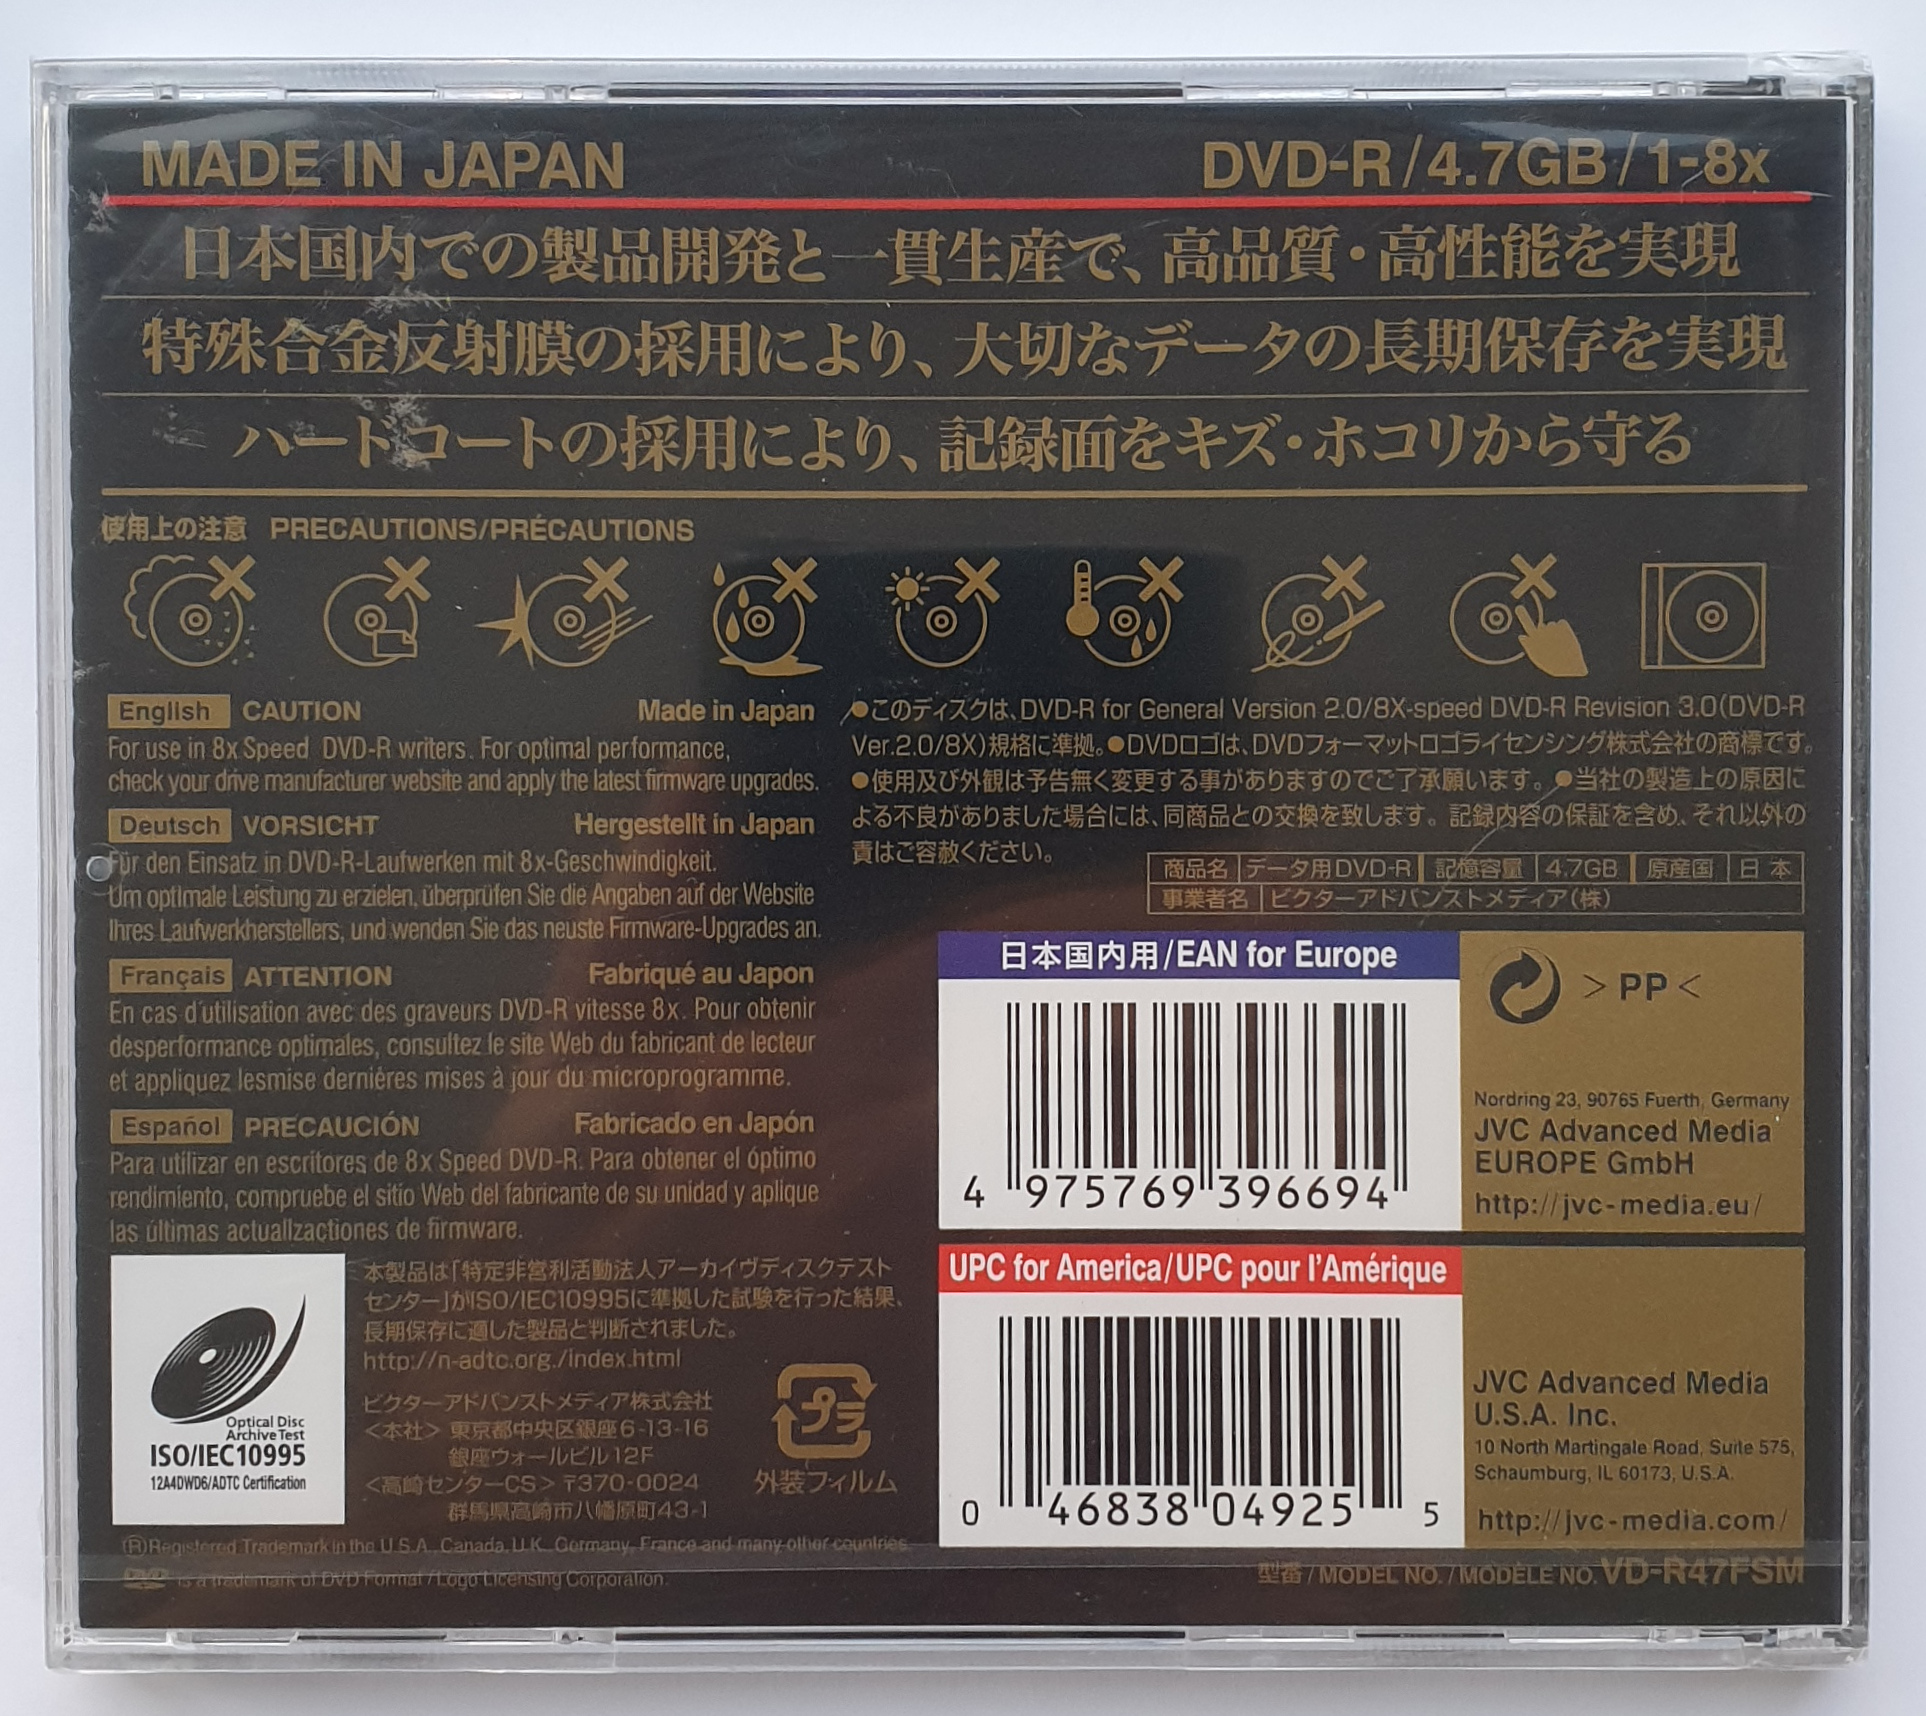 MADE IN JAPAN
DVD-R/4.7GB/1-8x
日本国内での製品開発と一貫生産で、高品質・高性能を実現
特殊合金反射膜の採用により、大切なデータの長期保存を実現
ハードコートの採用により、記録面をキズ・ホコリから守る
使用上の注意 PRECAUTIONS/PRÉCAUTIONS
English CAUTION Made in Japan
For use in 8x Speed DVD-R writers. For optimal performance,
check your drive manufacturer website and apply the latest firmware upgrades.
Deutsch VORSICHT Hergestellt in Japan
Für den Einsatz in DVD-R-Laufwerken mit 8x-Geschwindigkeit.
Um optimale Leistung zu erzielen, überprüfen Sie die Angaben auf der Website
Ihres Laufwerkherstellers, und wenden Sie das neuste Firmware-Upgrades an.
Français ATTENTION Fabriqué au Japon
En cas d'utilisation avec des graveurs DVD-R vitesse 8x. Pour obtenir
desperformance optimales, consultez le site Web du fabricant de lecteur
et appliquez lesmise dernières mises à jour du microprogramme.
Español PRECAUCIÓN Fabricado en Japón
Para utilizar en escritores de 8x Speed DVD-R. Para obtener el óptimo
rendimiento, compruebe el sitio Web del fabricante de su unidad y aplique
las últimas actualizactiones de firmware.
●このディスクは、DVD-R for General Version 2.0/8X-speed DVD-R Revision 3.0(DVD-R
Ver.2.0/8X)規格に準拠。●DVDロゴは、DVDフォーマットロゴライセンシング株式会社の商標です。
●使用及び外観は予告無く変更する事がありますのでご了承願います。●当社の製造上の原因に
よる不良がありました場合には、同商品との交換を致します。記録内容の保証を含め、それ以外の
責はご容赦ください。
商品名 データ用DVD-R 記憶容量 4.7GB 原産国 日本
事業者名 ビクターアドバンストメディア(株)
日本国内用/EAN for Europe
4 975769 396694
>PP<
Nordring 23, 90765 Fuerth, Germany
JVC Advanced Media
EUROPE GmbH
http://jvc-media.eu/
UPC for America/UPC pour l'Amérique
0 46838 04925 5
JVC Advanced Media
U.S.A. Inc.
10 North Martingale Road, Suite 575,
Schaumburg, IL 60173, U.S.A.
http://jvc-media.com/
Optical Disc
Archive Test
ISO/IEC10995
12A4DWD6/ADTC Certification
本製品は「特定非営利活動法人アーカイヴディスクテスト
センター」がISO/IEC10995に準拠した試験を行った結果、
長期保存に適した製品と判断されました。
http://n-adtc.org./index.html
ビクターアドバンストメディア株式会社
<本社> 東京都中央区銀座6-13-16
銀座ウォールビル12F
<高崎センターCS> 〒370-0024
群馬県高崎市八幡原町43-1
プラ
外装フィルム
®Registered Trademark in the U.S.A., Canada, U.K., Germany, France and many other countries.
DVD is a trademark of DVD Format/Logo Licensing Corporation.
型番/MODEL NO./MODÈLE NO. VD-R47FSM